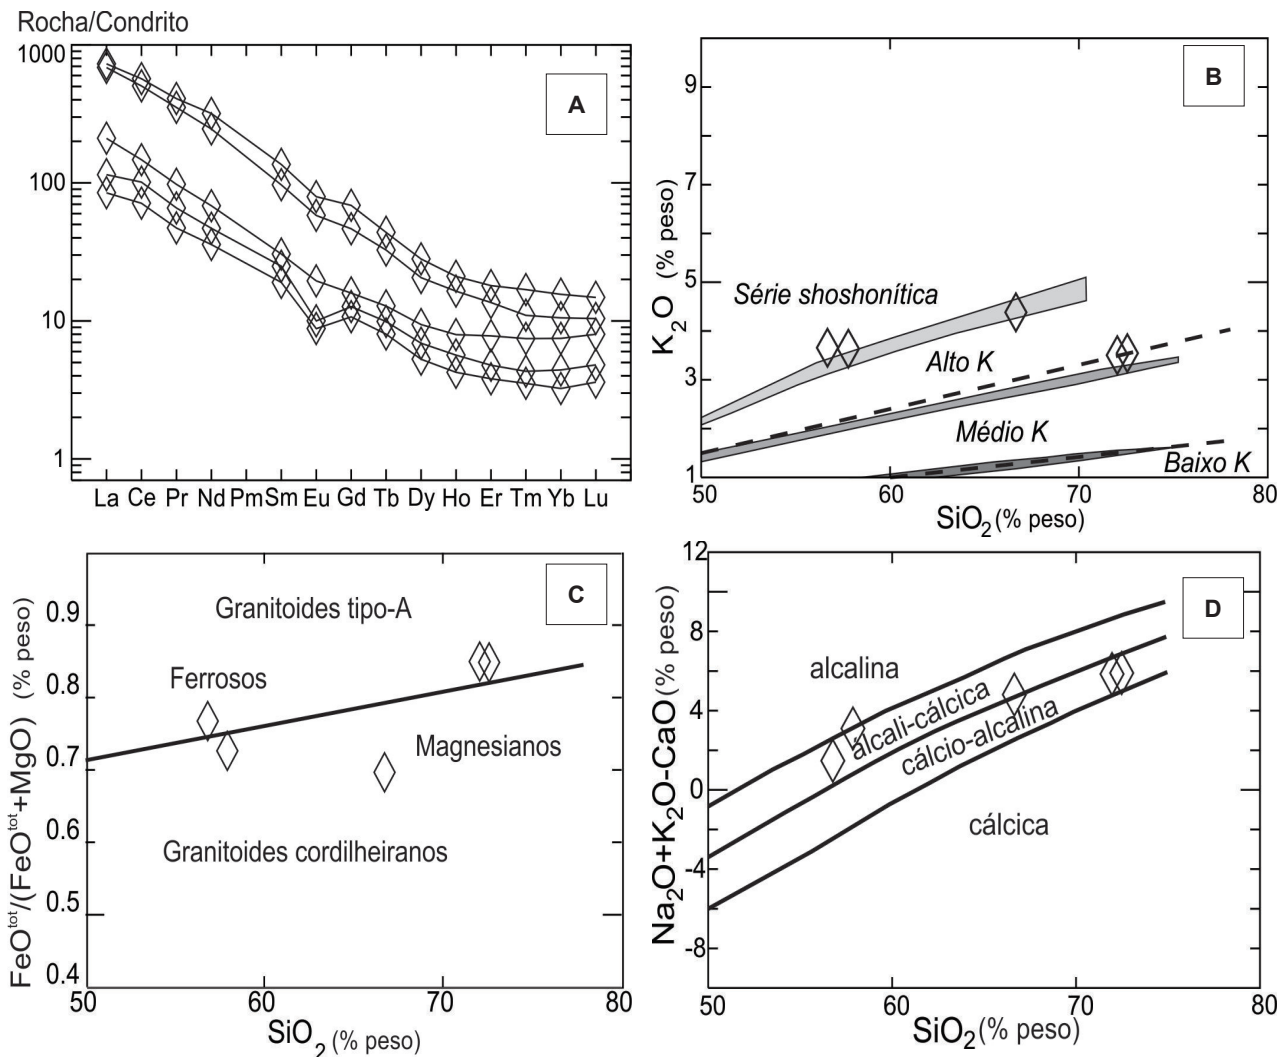 Rocha/Condrito
1000
100
10
1
A
La Ce Pr Nd Pm Sm Eu Gd Tb Dy Ho Er Tm Yb Lu
K2O (% peso)
9
7
5
3
1
B
Série shoshonítica
Alto K
Médio K
Baixo K
50 60 70 80
SiO2 (% peso)
FeOtot/(FeOtot+MgO) (% peso)
0.9
0.8
0.7
0.6
0.5
0.4
C
Granitoides tipo-A
Ferrosos
Magnesianos
Granitoides cordilheiranos
50 60 70 80
SiO2 (% peso)
Na2O+K2O-CaO (% peso)
12
8
4
0
-4
-8
D
alcalina
álcali-cálcica
cálcio-alcalina
cálcica
50 60 70 80
SiO2 (% peso)